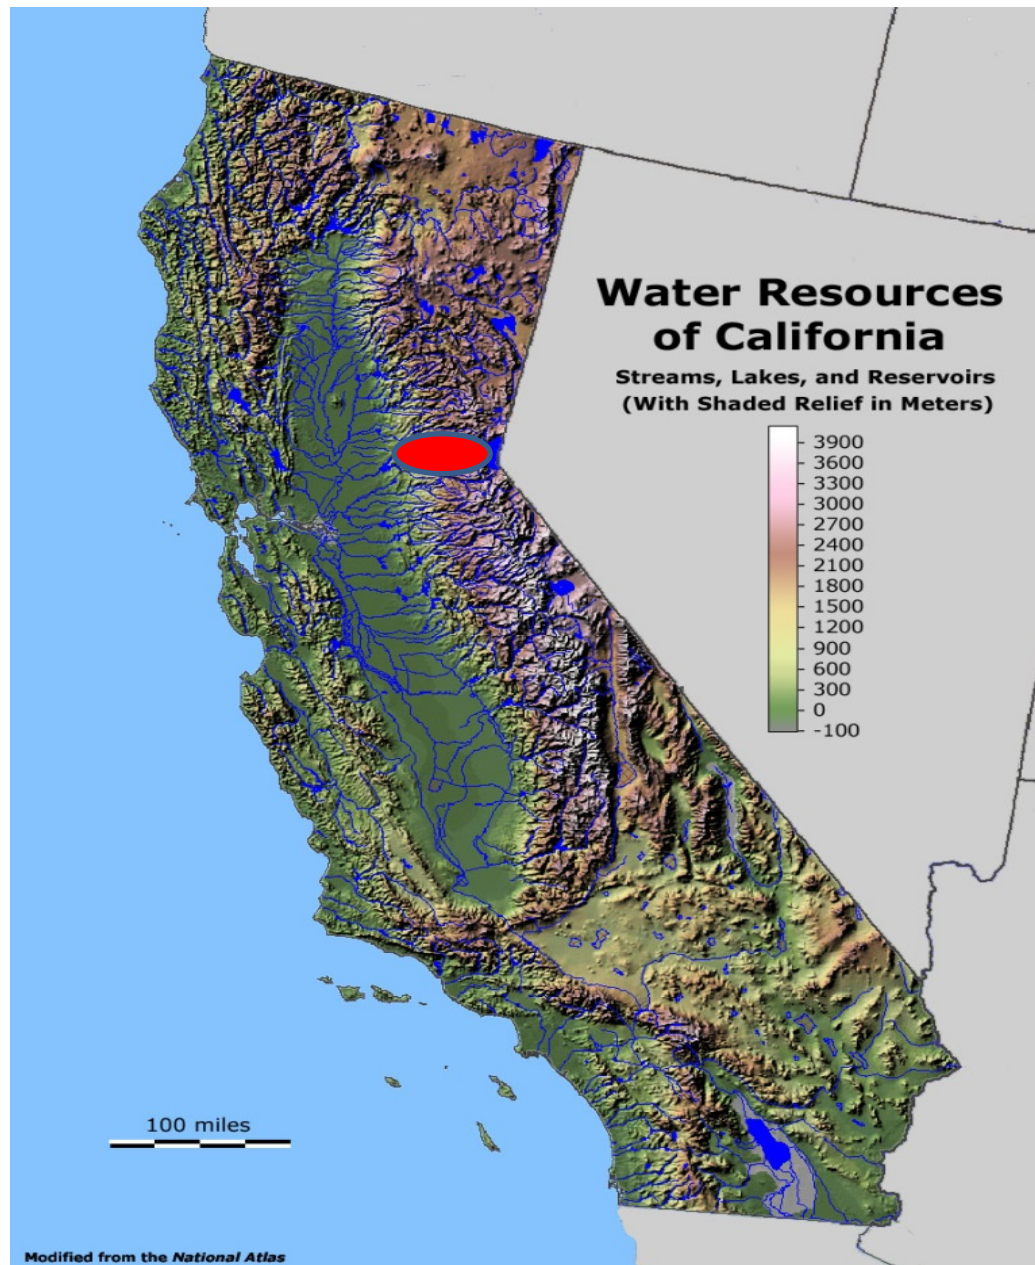 Water Resources
of California
Streams, Lakes, and Reservoirs
(With Shaded Relief in Meters)
3900
3600
3300
3000
2700
2400
2100
1800
1500
1200
900
600
300
0
-100
100 miles
Modified from the National Atlas